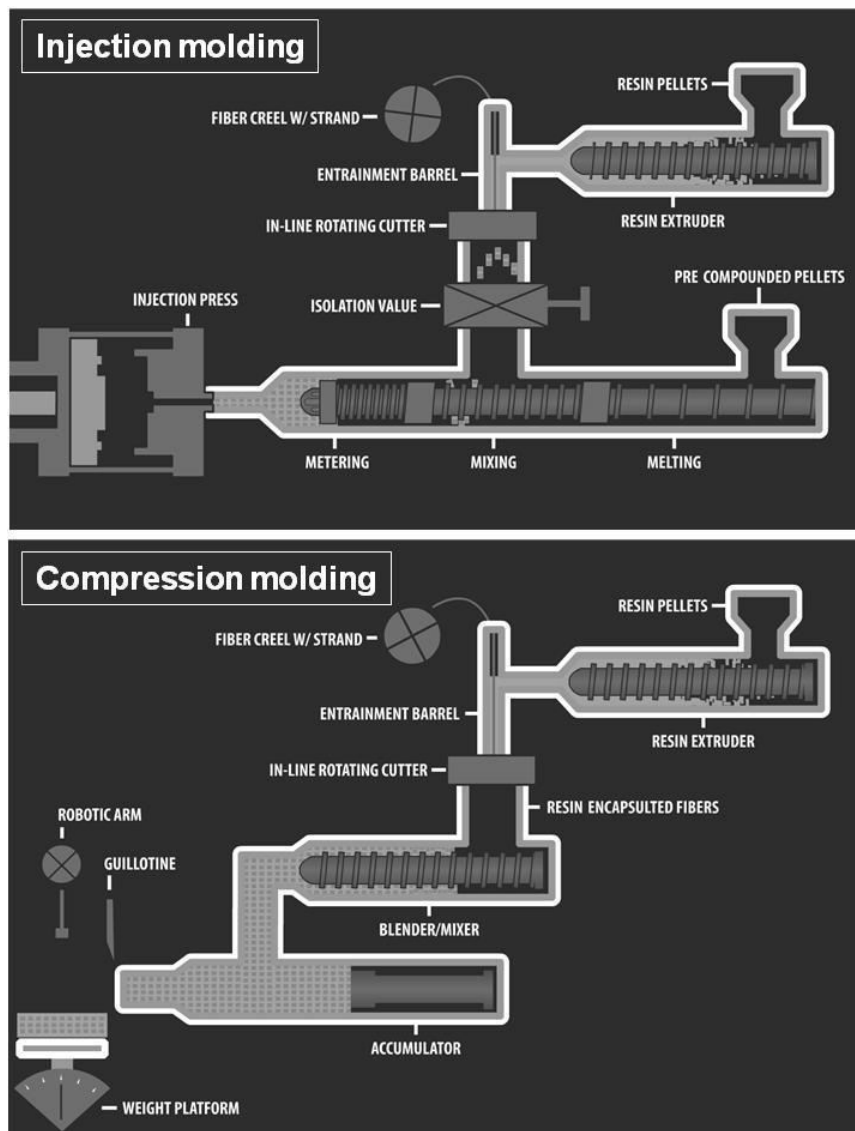 Injection molding
RESIN PELLETS
FIBER CREEL W/ STRAND
ENTRAINMENT BARREL
IN-LINE ROTATING CUTTER
RESIN EXTRUDER
PRE COMPOUNDED PELLETS
INJECTION PRESS
ISOLATION VALUE
METERING
MIXING
MELTING
Compression molding
RESIN PELLETS
FIBER CREEL W/ STRAND
ENTRAINMENT BARREL
RESIN EXTRUDER
IN-LINE ROTATING CUTTER
RESIN ENCAPSULTED FIBERS
ROBOTIC ARM
GUILLOTINE
BLENDER/MIXER
ACCUMULATOR
WEIGHT PLATFORM